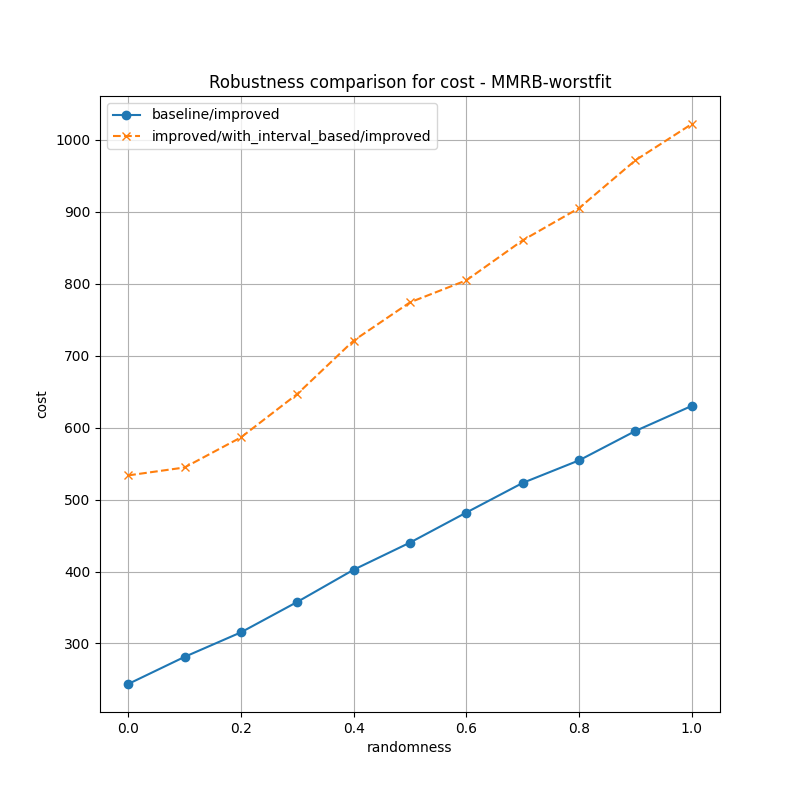 Robustness comparison for cost - MMRB-worstfit
baseline/improved
improved/with_interval_based/improved
1000
900
800
700
600
500
400
300
cost
0.0 0.2 0.4 0.6 0.8 1.0
randomness